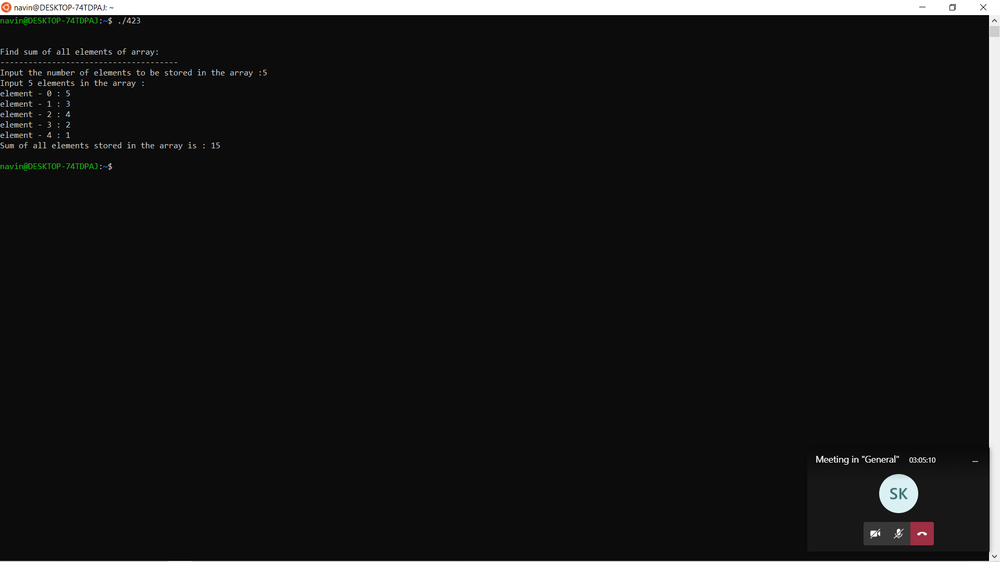 navin@DESKTOP-74TDPAJ: ~
navin@DESKTOP-74TDPAJ:~$ ./423
Find sum of all elements of array:
--------------------------------------
Input the number of elements to be stored in the array :5
Input 5 elements in the array :
element - 0 : 5
element - 1 : 3
element - 2 : 4
element - 3 : 2
element - 4 : 1
Sum of all elements stored in the array is : 15
navin@DESKTOP-74TDPAJ:~$
Meeting in "General" 03:05:10
SK